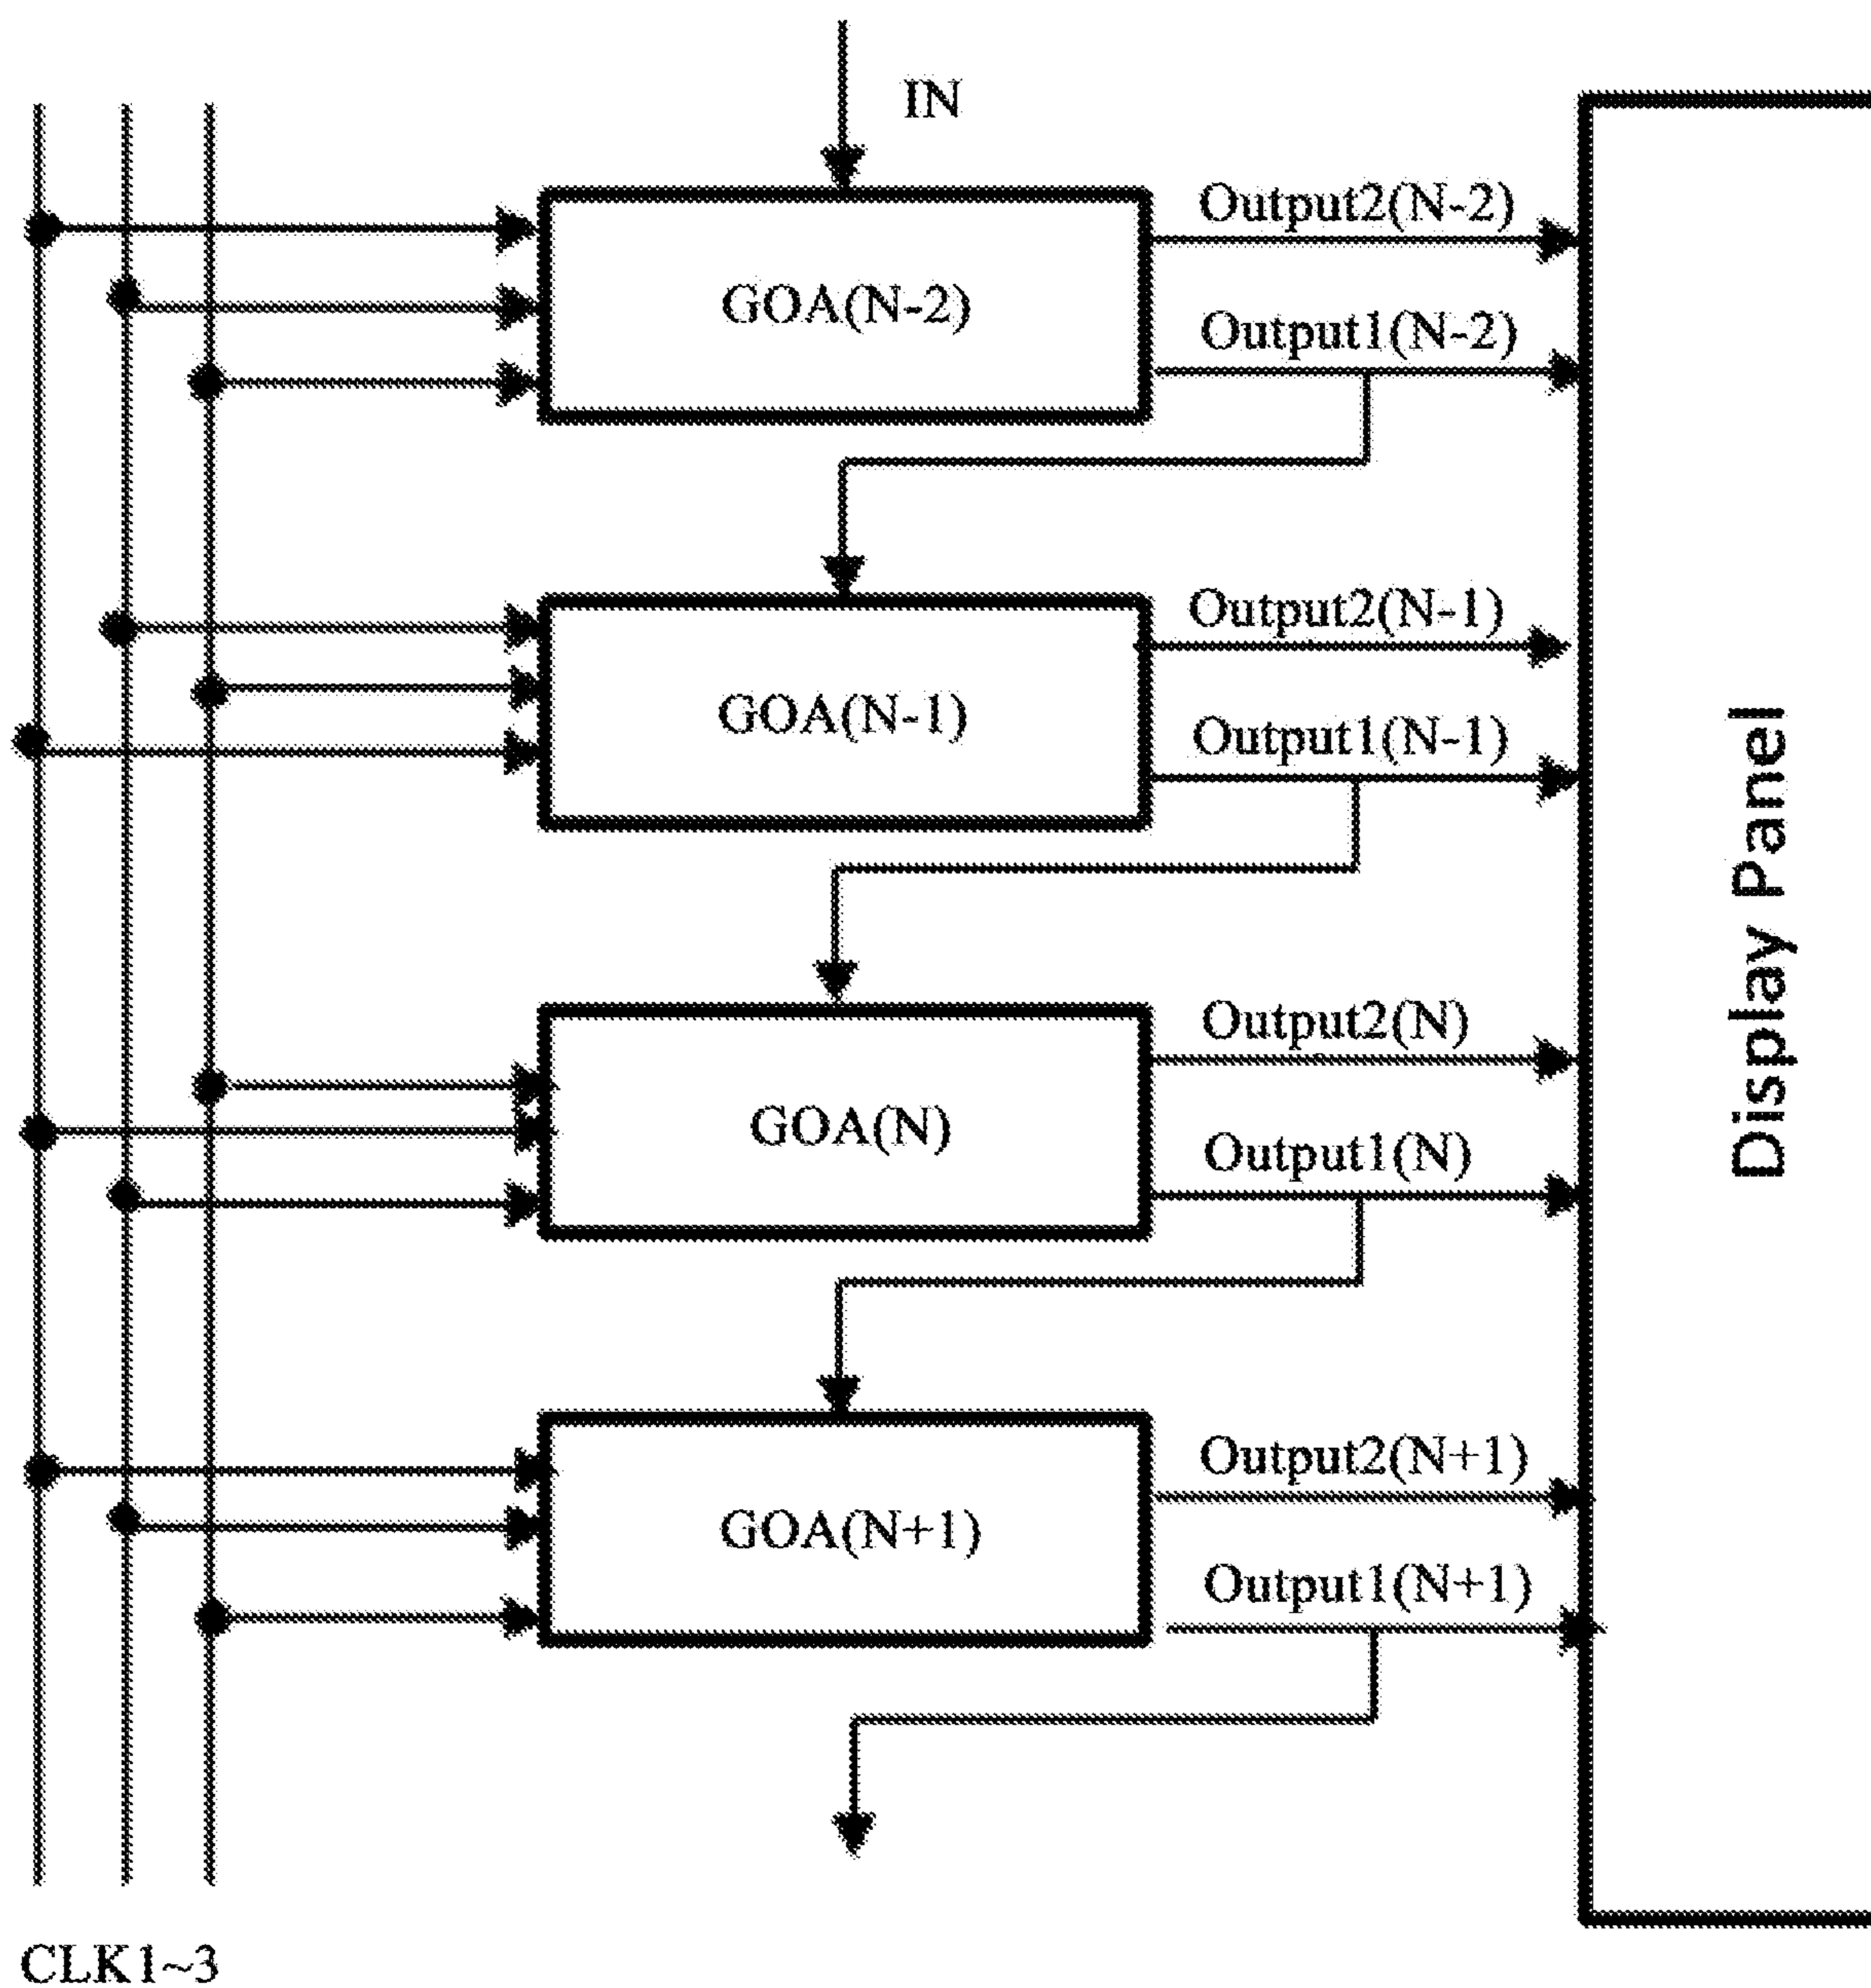 IN
Output2(N-2)
GOA(N-2)
Output1(N-2)
Output2(N-1)
GOA(N-1)
Output1(N-1)
Display Panel
Output2(N)
GOA(N)
Output1(N)
Output2(N+1)
GOA(N+1)
Output1(N+1)
CLK1~3